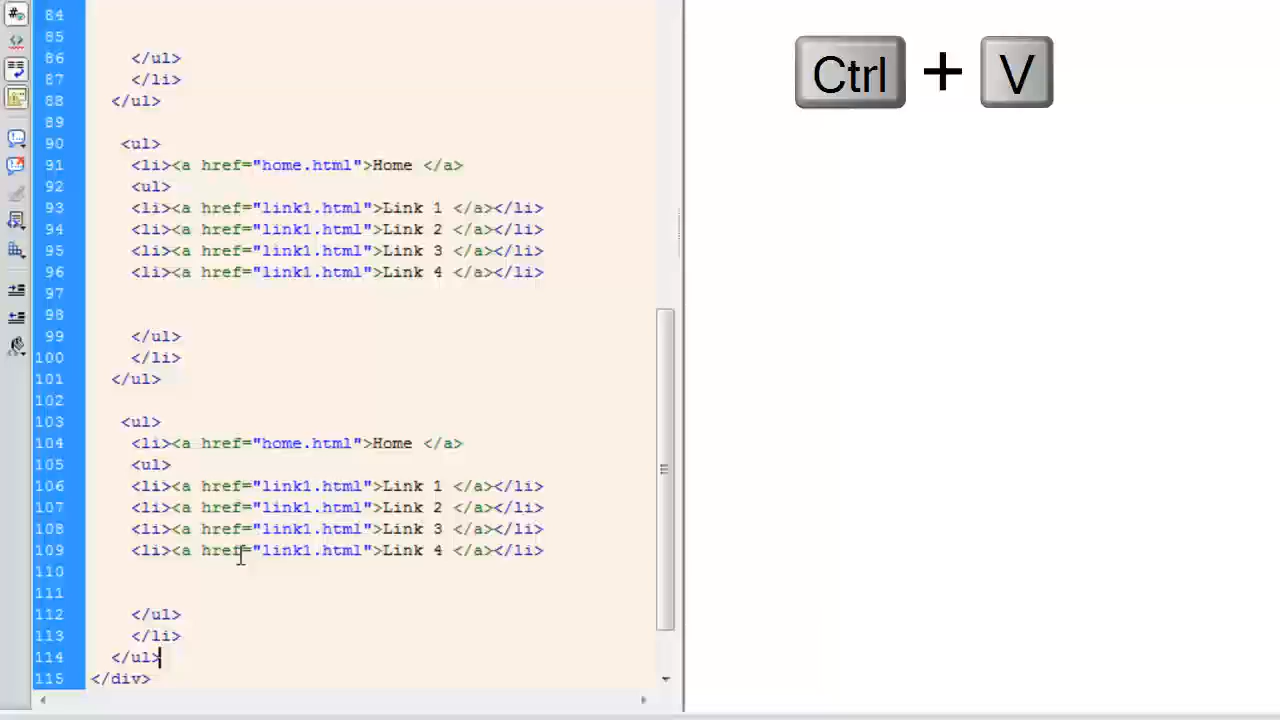 84
85
86 </ul>
87 </li>
88 </ul>
89
90 <ul>
91 <li><a href="home.html">Home </a>
92 <ul>
93 <li><a href="link1.html">Link 1 </a></li>
94 <li><a href="link1.html">Link 2 </a></li>
95 <li><a href="link1.html">Link 3 </a></li>
96 <li><a href="link1.html">Link 4 </a></li>
97
98
99 </ul>
100 </li>
101 </ul>
102
103 <ul>
104 <li><a href="home.html">Home </a>
105 <ul>
106 <li><a href="link1.html">Link 1 </a></li>
107 <li><a href="link1.html">Link 2 </a></li>
108 <li><a href="link1.html">Link 3 </a></li>
109 <li><a href="link1.html">Link 4 </a></li>
110
111
112 </ul>
113 </li>
114 </ul>
115 </div>
Ctrl + V